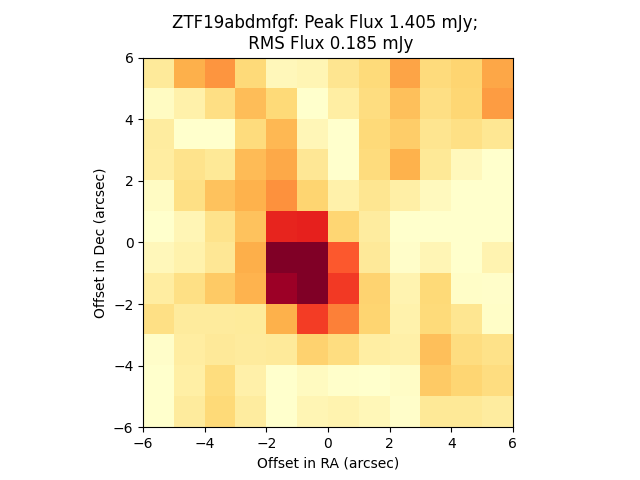 ZTF19abdmfgf: Peak Flux 1.405 mJy;
RMS Flux 0.185 mJy
6
4
2
0
−2
−4
−6
Offset in Dec (arcsec)
−6 −4 −2 0 2 4 6
Offset in RA (arcsec)